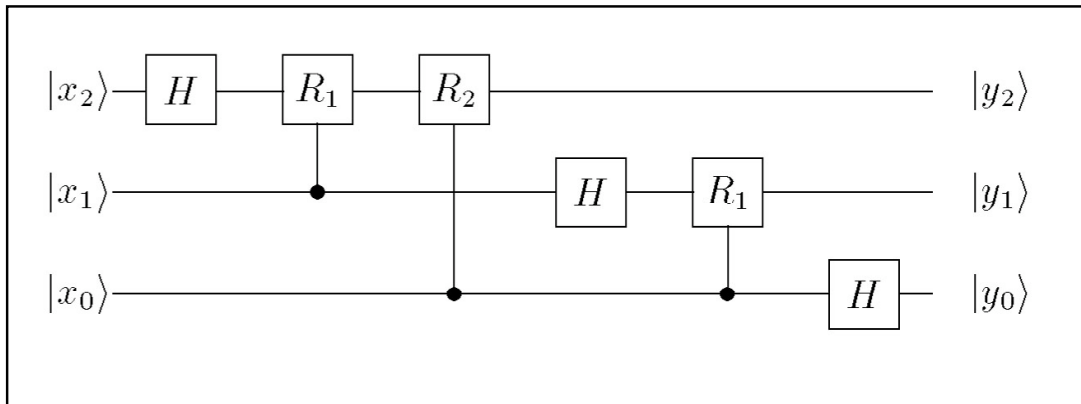 |x₂⟩ H R₁ R₂ |y₂⟩
|x₁⟩ H R₁ |y₁⟩
|x₀⟩ H |y₀⟩